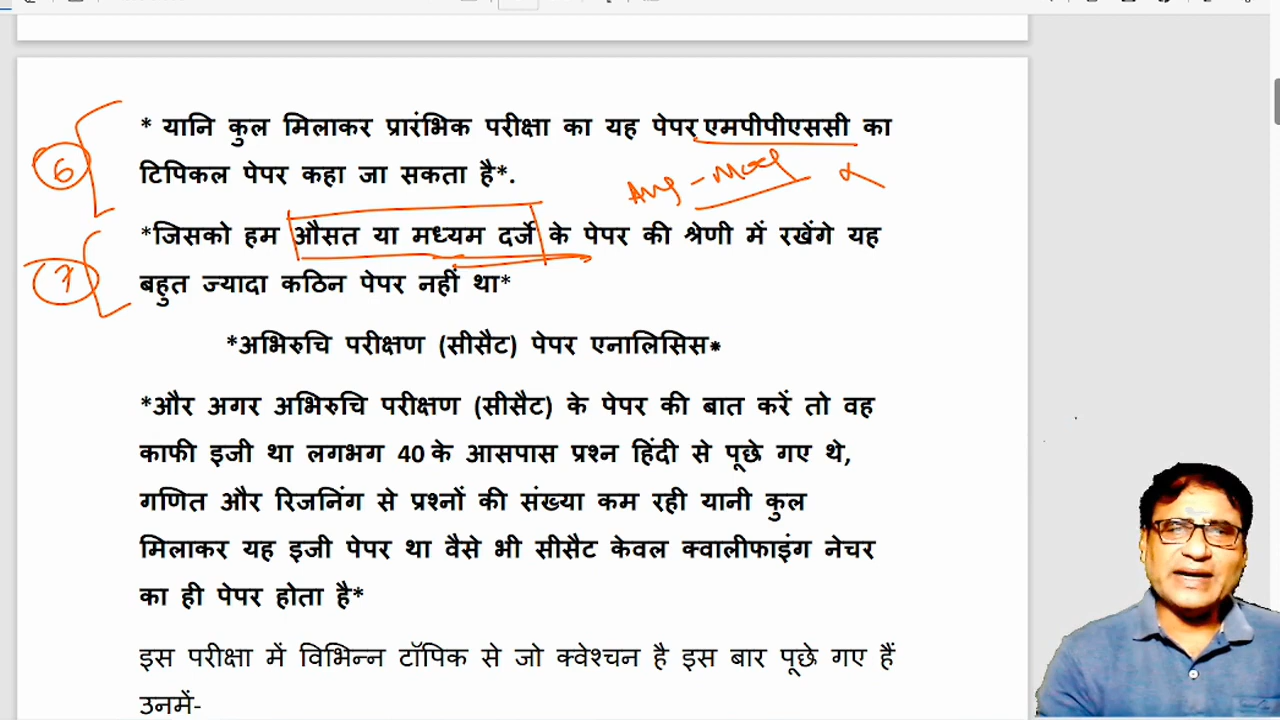 * यानि कुल मिलाकर प्रारंभिक परीक्षा का यह पेपर एमपीपीएससी का
टिपिकल पेपर कहा जा सकता है*.
6
*जिसको हम औसत या मध्यम दर्जे के पेपर की श्रेणी में रखेंगे यह
बहुत ज्यादा कठिन पेपर नहीं था*
7
*अभिरुचि परीक्षण (सीसैट) पेपर एनालिसिस*
*और अगर अभिरुचि परीक्षण (सीसैट) के पेपर की बात करें तो वह
काफी इजी था लगभग 40 के आसपास प्रश्न हिंदी से पूछे गए थे,
गणित और रिजनिंग से प्रश्नों की संख्या कम रही यानी कुल
मिलाकर यह इजी पेपर था वैसे भी सीसैट केवल क्वालीफाइंग नेचर
का ही पेपर होता है*
इस परीक्षा में विभिन्न टॉपिक से जो क्वेश्चन है इस बार पूछे गए हैं
उनमें-